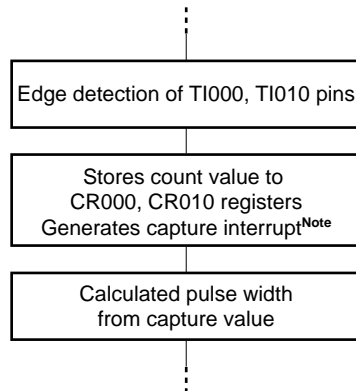 Edge detection of TI000, TI010 pins
Stores count value to
CR000, CR010 registers
Generates capture interruptNote
Calculated pulse width
from capture value